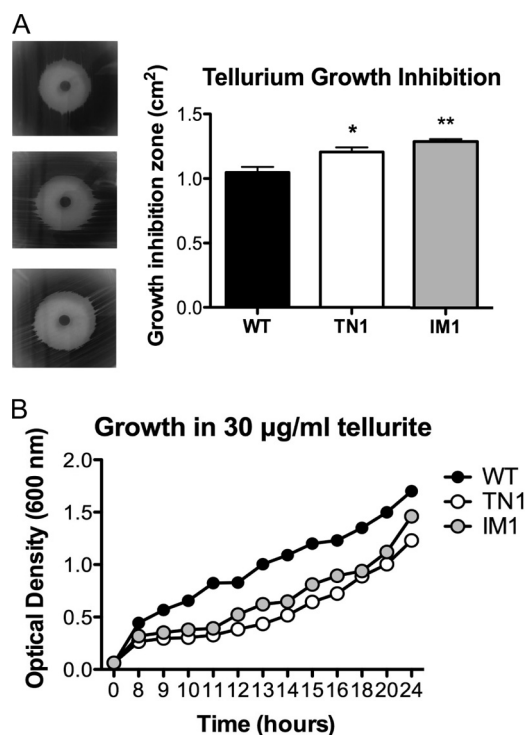 A
Tellurium Growth Inhibition
Growth inhibition zone (cm2)
1.5
1.0
0.5
0.0
*
**
WT
TN1
IM1
B
Growth in 30 µg/ml tellurite
Optical Density (600 nm)
2.0
1.5
1.0
0.5
0.0
WT
TN1
IM1
0 8 9 10 11 12 13 14 15 16 18 20 24
Time (hours)